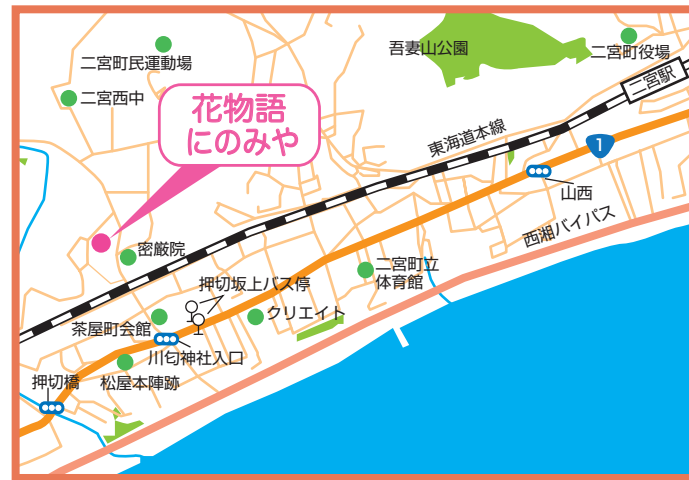 吾妻山公園
二宮町役場
二宮町民運動場
二宮駅
二宮西中
花物語
にのみや
東海道本線
1
山西
西湘バイパス
密厳院
二宮町立
体育館
押切坂上バス停
クリエイト
茶屋町会館
川匂神社入口
押切橋
松屋本陣跡